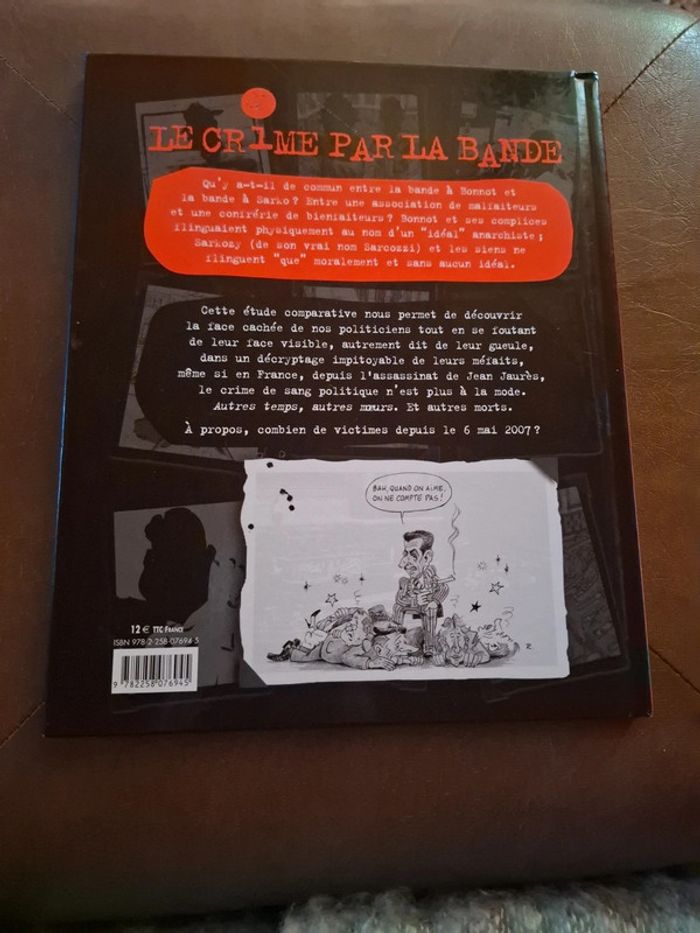 LE CRIME PAR LA BANDE
Qu'y a-t-il de commun entre la bande à Bonnot et
la bande à Sarko ? Entre une association de malfaiteurs
et une confrérie de bienfaiteurs ? Bonnot et ses complices
flinguaient physiquement au nom d'un "idéal" anarchiste ;
Sarkozy (de son vrai nom Sarcozzi) et les siens ne
flinguent "que" moralement et sans aucun idéal.
Cette étude comparative nous permet de découvrir
la face cachée de nos politiciens tout en se foutant
de leur face visible, autrement dit de leur gueule,
dans un décryptage impitoyable de leurs méfaits,
même si en France, depuis l'assassinat de Jean Jaurès,
le crime de sang politique n'est plus à la mode.
Autres temps, autres mœurs. Et autres morts.
À propos, combien de victimes depuis le 6 mai 2007 ?
BAH, QUAND ON AIME,
ON NE COMPTE PAS !
R.
12 € TTC FRANCE
ISBN 978-2-258-07694-5
9 782258 076945